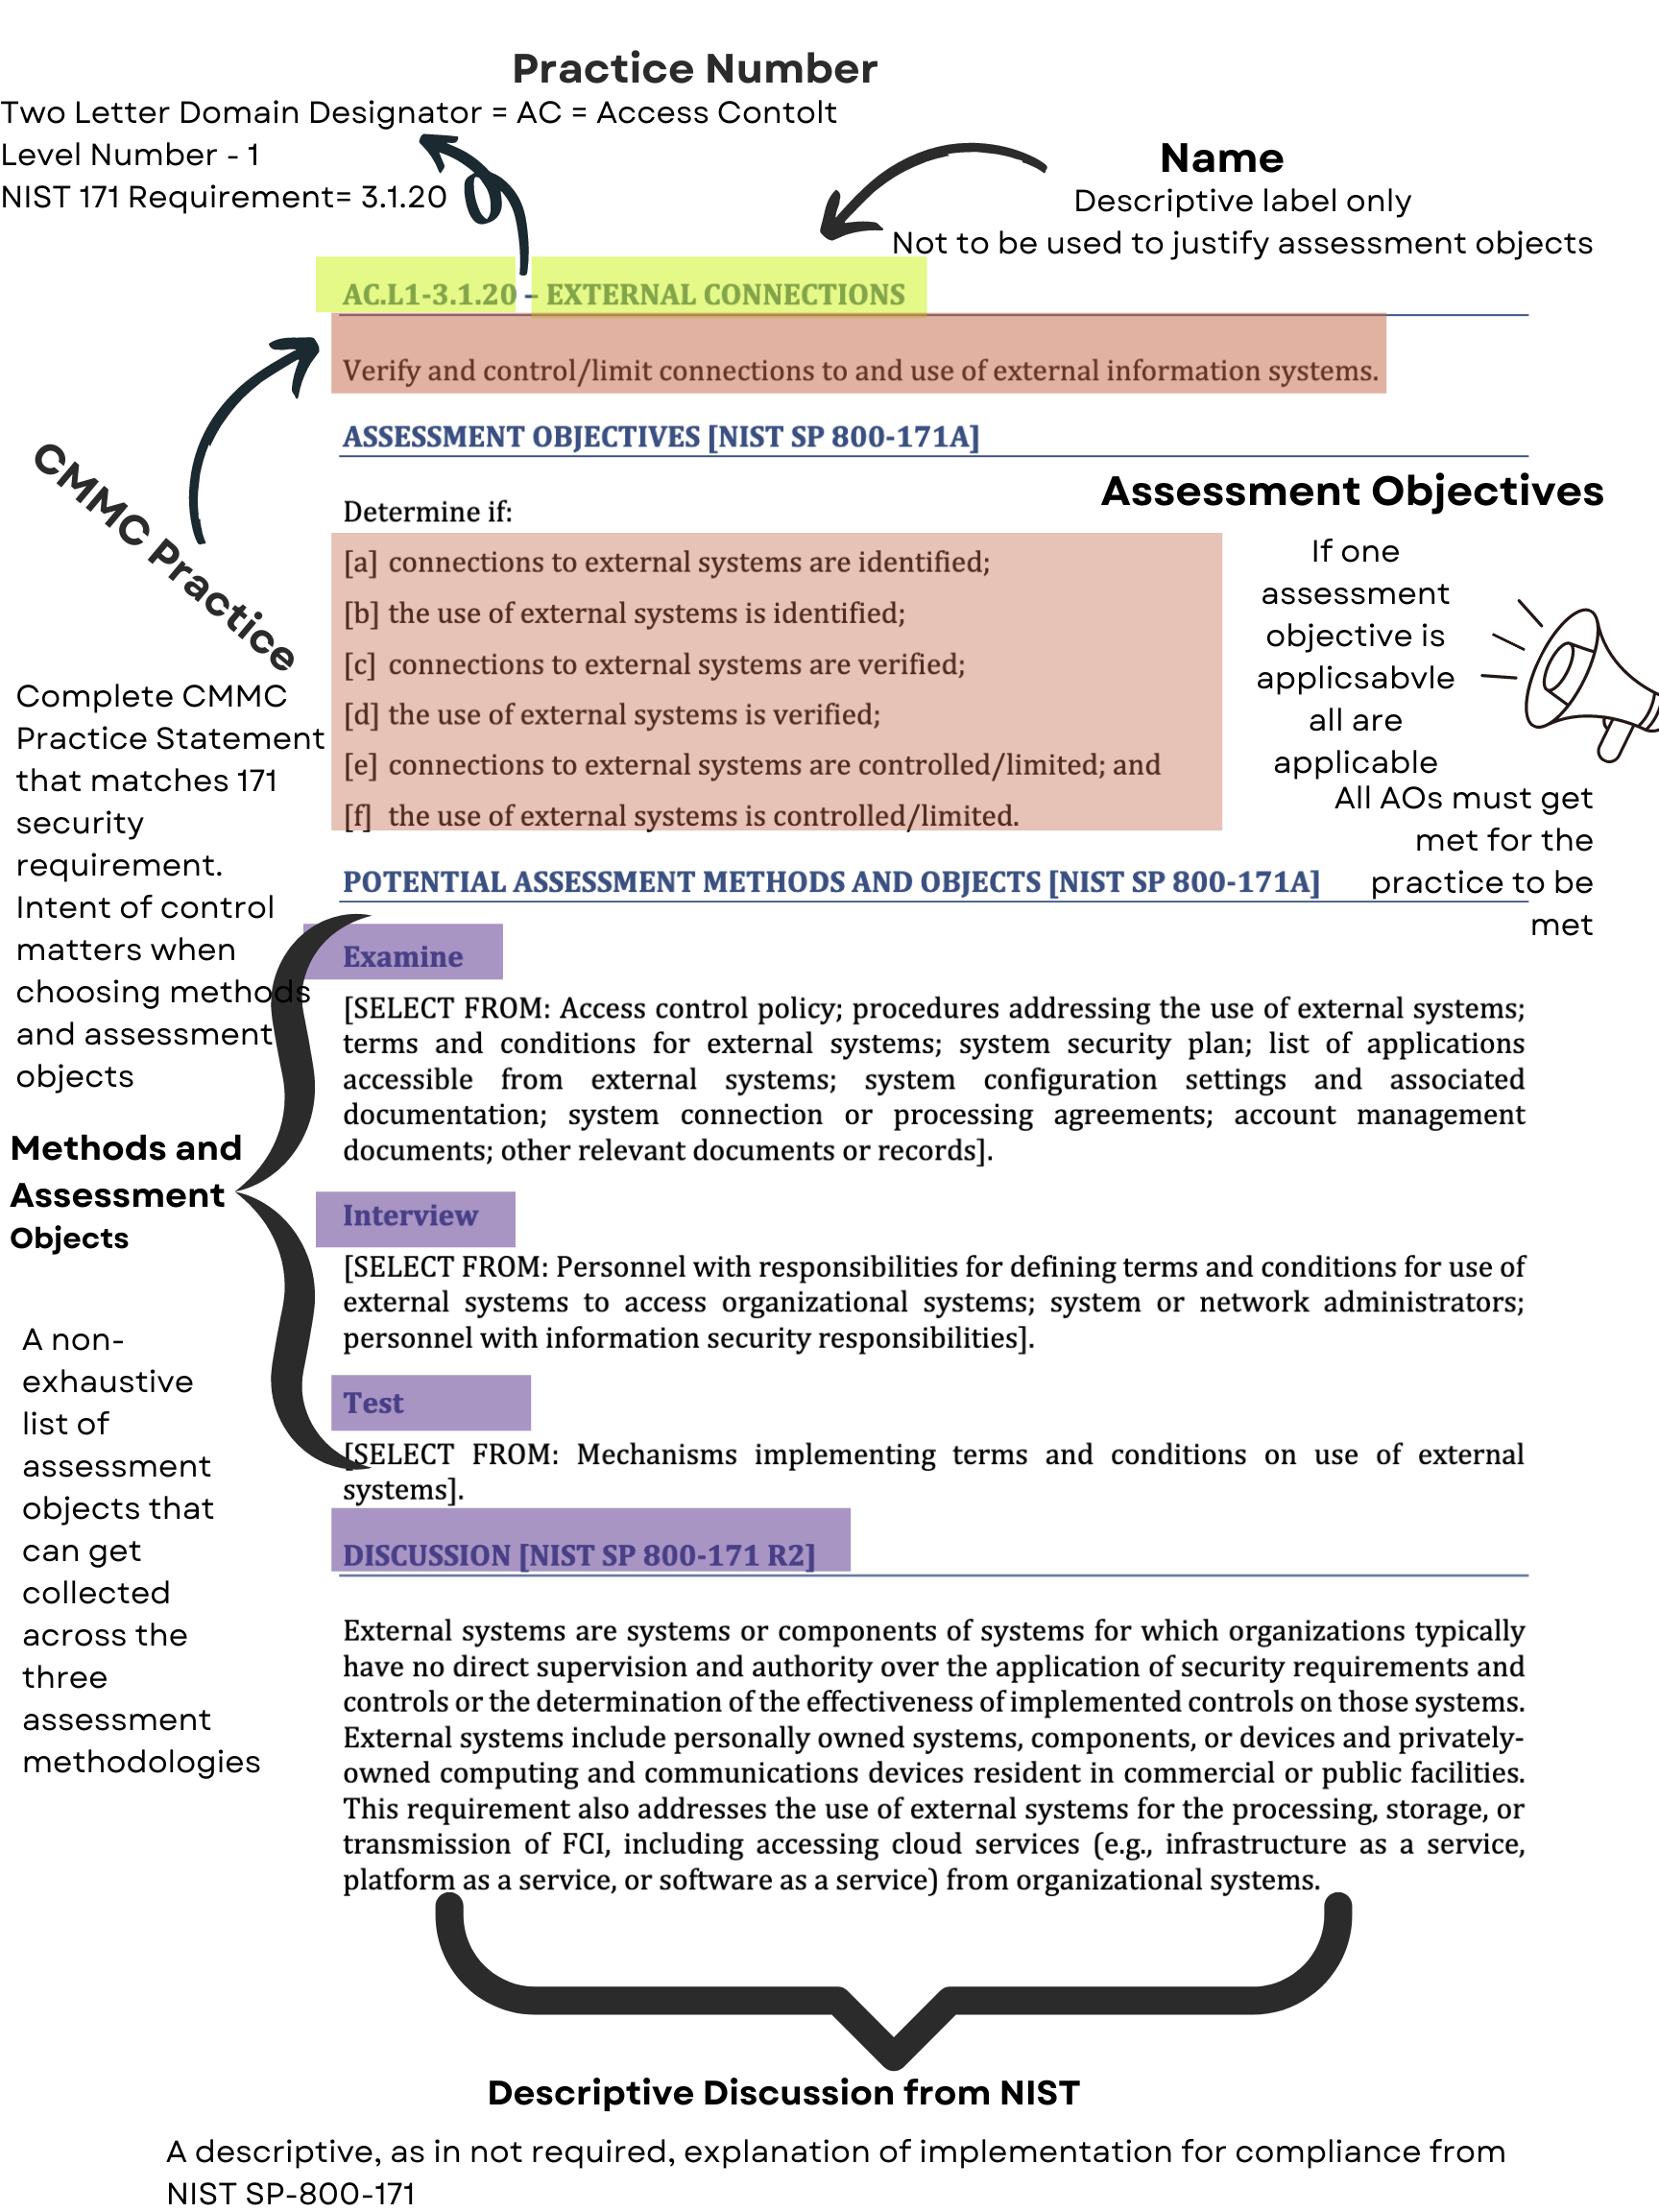 Practice Number
Two Letter Domain Designator = AC = Access Contolt
Level Number - 1
NIST 171 Requirement= 3.1.20
Name
Descriptive label only
Not to be used to justify assessment objects
AC.L1-3.1.20 – EXTERNAL CONNECTIONS
Verify and control/limit connections to and use of external information systems.
CMMC Practice
Complete CMMC
Practice Statement
that matches 171
security
requirement.
Intent of control
matters when
choosing methods
and assessment
objects
ASSESSMENT OBJECTIVES [NIST SP 800-171A]
Determine if:
[a] connections to external systems are identified;
[b] the use of external systems is identified;
[c] connections to external systems are verified;
[d] the use of external systems is verified;
[e] connections to external systems are controlled/limited; and
[f] the use of external systems is controlled/limited.
Assessment Objectives
If one
assessment
objective is
applicsabvle
all are
applicable
All AOs must get
met for the
practice to be
met
POTENTIAL ASSESSMENT METHODS AND OBJECTS [NIST SP 800-171A]
Methods and
Assessment
Objects
A non-
exhaustive
list of
assessment
objects that
can get
collected
across the
three
assessment
methodologies
Examine
[SELECT FROM: Access control policy; procedures addressing the use of external systems;
terms and conditions for external systems; system security plan; list of applications
accessible from external systems; system configuration settings and associated
documentation; system connection or processing agreements; account management
documents; other relevant documents or records].
Interview
[SELECT FROM: Personnel with responsibilities for defining terms and conditions for use of
external systems to access organizational systems; system or network administrators;
personnel with information security responsibilities].
Test
[SELECT FROM: Mechanisms implementing terms and conditions on use of external
systems].
DISCUSSION [NIST SP 800-171 R2]
External systems are systems or components of systems for which organizations typically
have no direct supervision and authority over the application of security requirements and
controls or the determination of the effectiveness of implemented controls on those systems.
External systems include personally owned systems, components, or devices and privately-
owned computing and communications devices resident in commercial or public facilities.
This requirement also addresses the use of external systems for the processing, storage, or
transmission of FCI, including accessing cloud services (e.g., infrastructure as a service,
platform as a service, or software as a service) from organizational systems.
Descriptive Discussion from NIST
A descriptive, as in not required, explanation of implementation for compliance from
NIST SP-800-171